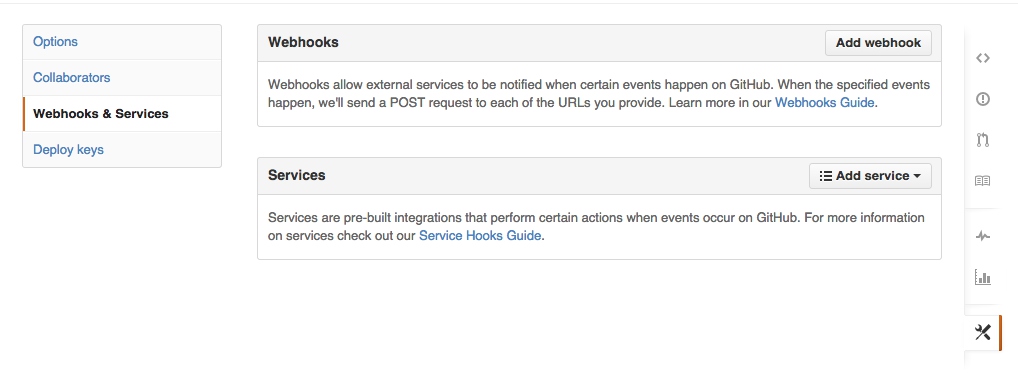 Options
Collaborators
Webhooks & Services
Deploy keys
Webhooks
Add webhook
Webhooks allow external services to be notified when certain events happen on GitHub. When the specified events
happen, we'll send a POST request to each of the URLs you provide. Learn more in our Webhooks Guide.
Services
Add service
Services are pre-built integrations that perform certain actions when events occur on GitHub. For more information
on services check out our Service Hooks Guide.